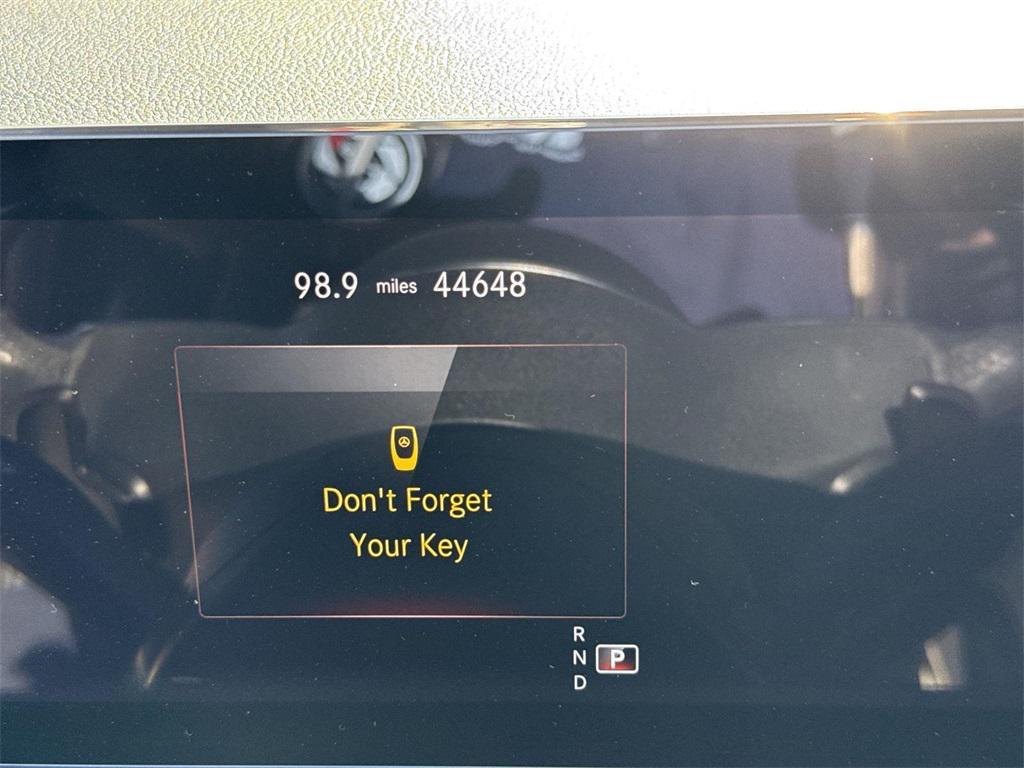 98.9 miles 44648
Don't Forget
Your Key
R
N P
D